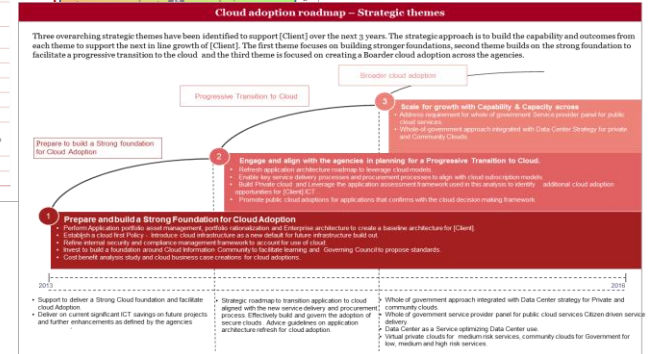 Cloud adoption roadmap – Strategic themes
Three overarching strategic themes have been identified to support [Client] over the next 3 years. The strategic approach is to build the capability and outcomes from
each theme to support the next in line growth of [Client]. The first theme focuses on building stronger foundations, second theme builds on the strong foundation to
facilitate a progressive transition to the cloud and the third theme is focused on creating a Boarder cloud adoption across the agencies.
Broader cloud adoption
Progressive Transition to Cloud
Prepare to build a Strong foundation
for Cloud Adoption
3
Scale for growth with Capability & Capacity across
• Address requirement for whole of government Service provider panel for public
cloud services.
• Whole-of government approach integrated with Data Center Strategy for private
and Community Clouds
2
Engage and align with the agencies in planning for a Progressive Transition to Cloud.
• Refresh application architecture roadmap to leverage cloud models
• Enable key service delivery processes and procurement processes to align with cloud subscription models.
• Build Private cloud and Leverage the application assessment framework used in this analysis to identify additional cloud adoption
opportunities for [Client] ICT
• Promote public cloud adoptions for applications that confirms with the cloud decision making framework.
1
Prepare and build a Strong Foundation for Cloud Adoption
• Perform Application portfolio asset management, portfolio rationalization and Enterprise architecture to create a baseline architecture for [Client].
• Establish a cloud first Policy - Introduce cloud infrastructure as a new default for future infrastructure build out.
• Refine internal security and compliance management framework to account for use of cloud.
• Invest to build a foundation around Cloud Information Community to facilitate learning and Governing Council to propose standards.
• Cost benefit analysis study and cloud business case creations for cloud adoptions.
2013
2016
• Support to deliver a Strong Cloud foundation and facilitate
cloud Adoption.
• Deliver on current significant ICT savings on future projects
and further enhancements as defined by the agencies
• Strategic roadmap to transition application to cloud
aligned with the new service delivery and procurement
process. Effectively build and govern the adoption of
secure clouds. Advice guidelines on application
architecture refresh for cloud adoption.
• Whole of government approach integrated with Data Center strategy for Private and
community clouds.
• Whole of government service provider panel for public cloud services Citizen driven service
delivery.
• Data Center as a Service optimizing Data Center use.
• Virtual private clouds for medium risk services, community clouds for Government for
low, medium and high risk services.